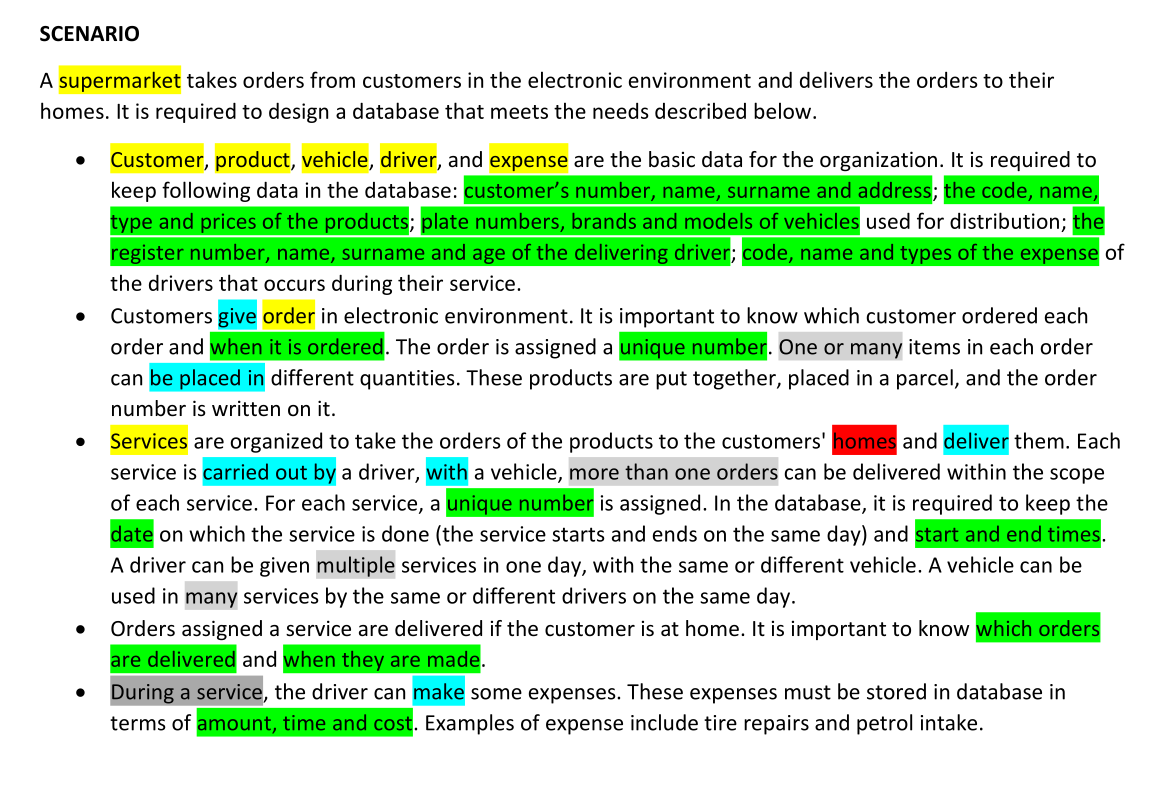 SCENARIO
A supermarket takes orders from customers in the electronic environment and delivers the orders to their
homes. It is required to design a database that meets the needs described below.
• Customer, product, vehicle, driver, and expense are the basic data for the organization. It is required to
keep following data in the database: customer’s number, name, surname and address; the code, name,
type and prices of the products; plate numbers, brands and models of vehicles used for distribution; the
register number, name, surname and age of the delivering driver; code, name and types of the expense of
the drivers that occurs during their service.
• Customers give order in electronic environment. It is important to know which customer ordered each
order and when it is ordered. The order is assigned a unique number. One or many items in each order
can be placed in different quantities. These products are put together, placed in a parcel, and the order
number is written on it.
• Services are organized to take the orders of the products to the customers' homes and deliver them. Each
service is carried out by a driver, with a vehicle, more than one orders can be delivered within the scope
of each service. For each service, a unique number is assigned. In the database, it is required to keep the
date on which the service is done (the service starts and ends on the same day) and start and end times.
A driver can be given multiple services in one day, with the same or different vehicle. A vehicle can be
used in many services by the same or different drivers on the same day.
• Orders assigned a service are delivered if the customer is at home. It is important to know which orders
are delivered and when they are made.
• During a service, the driver can make some expenses. These expenses must be stored in database in
terms of amount, time and cost. Examples of expense include tire repairs and petrol intake.